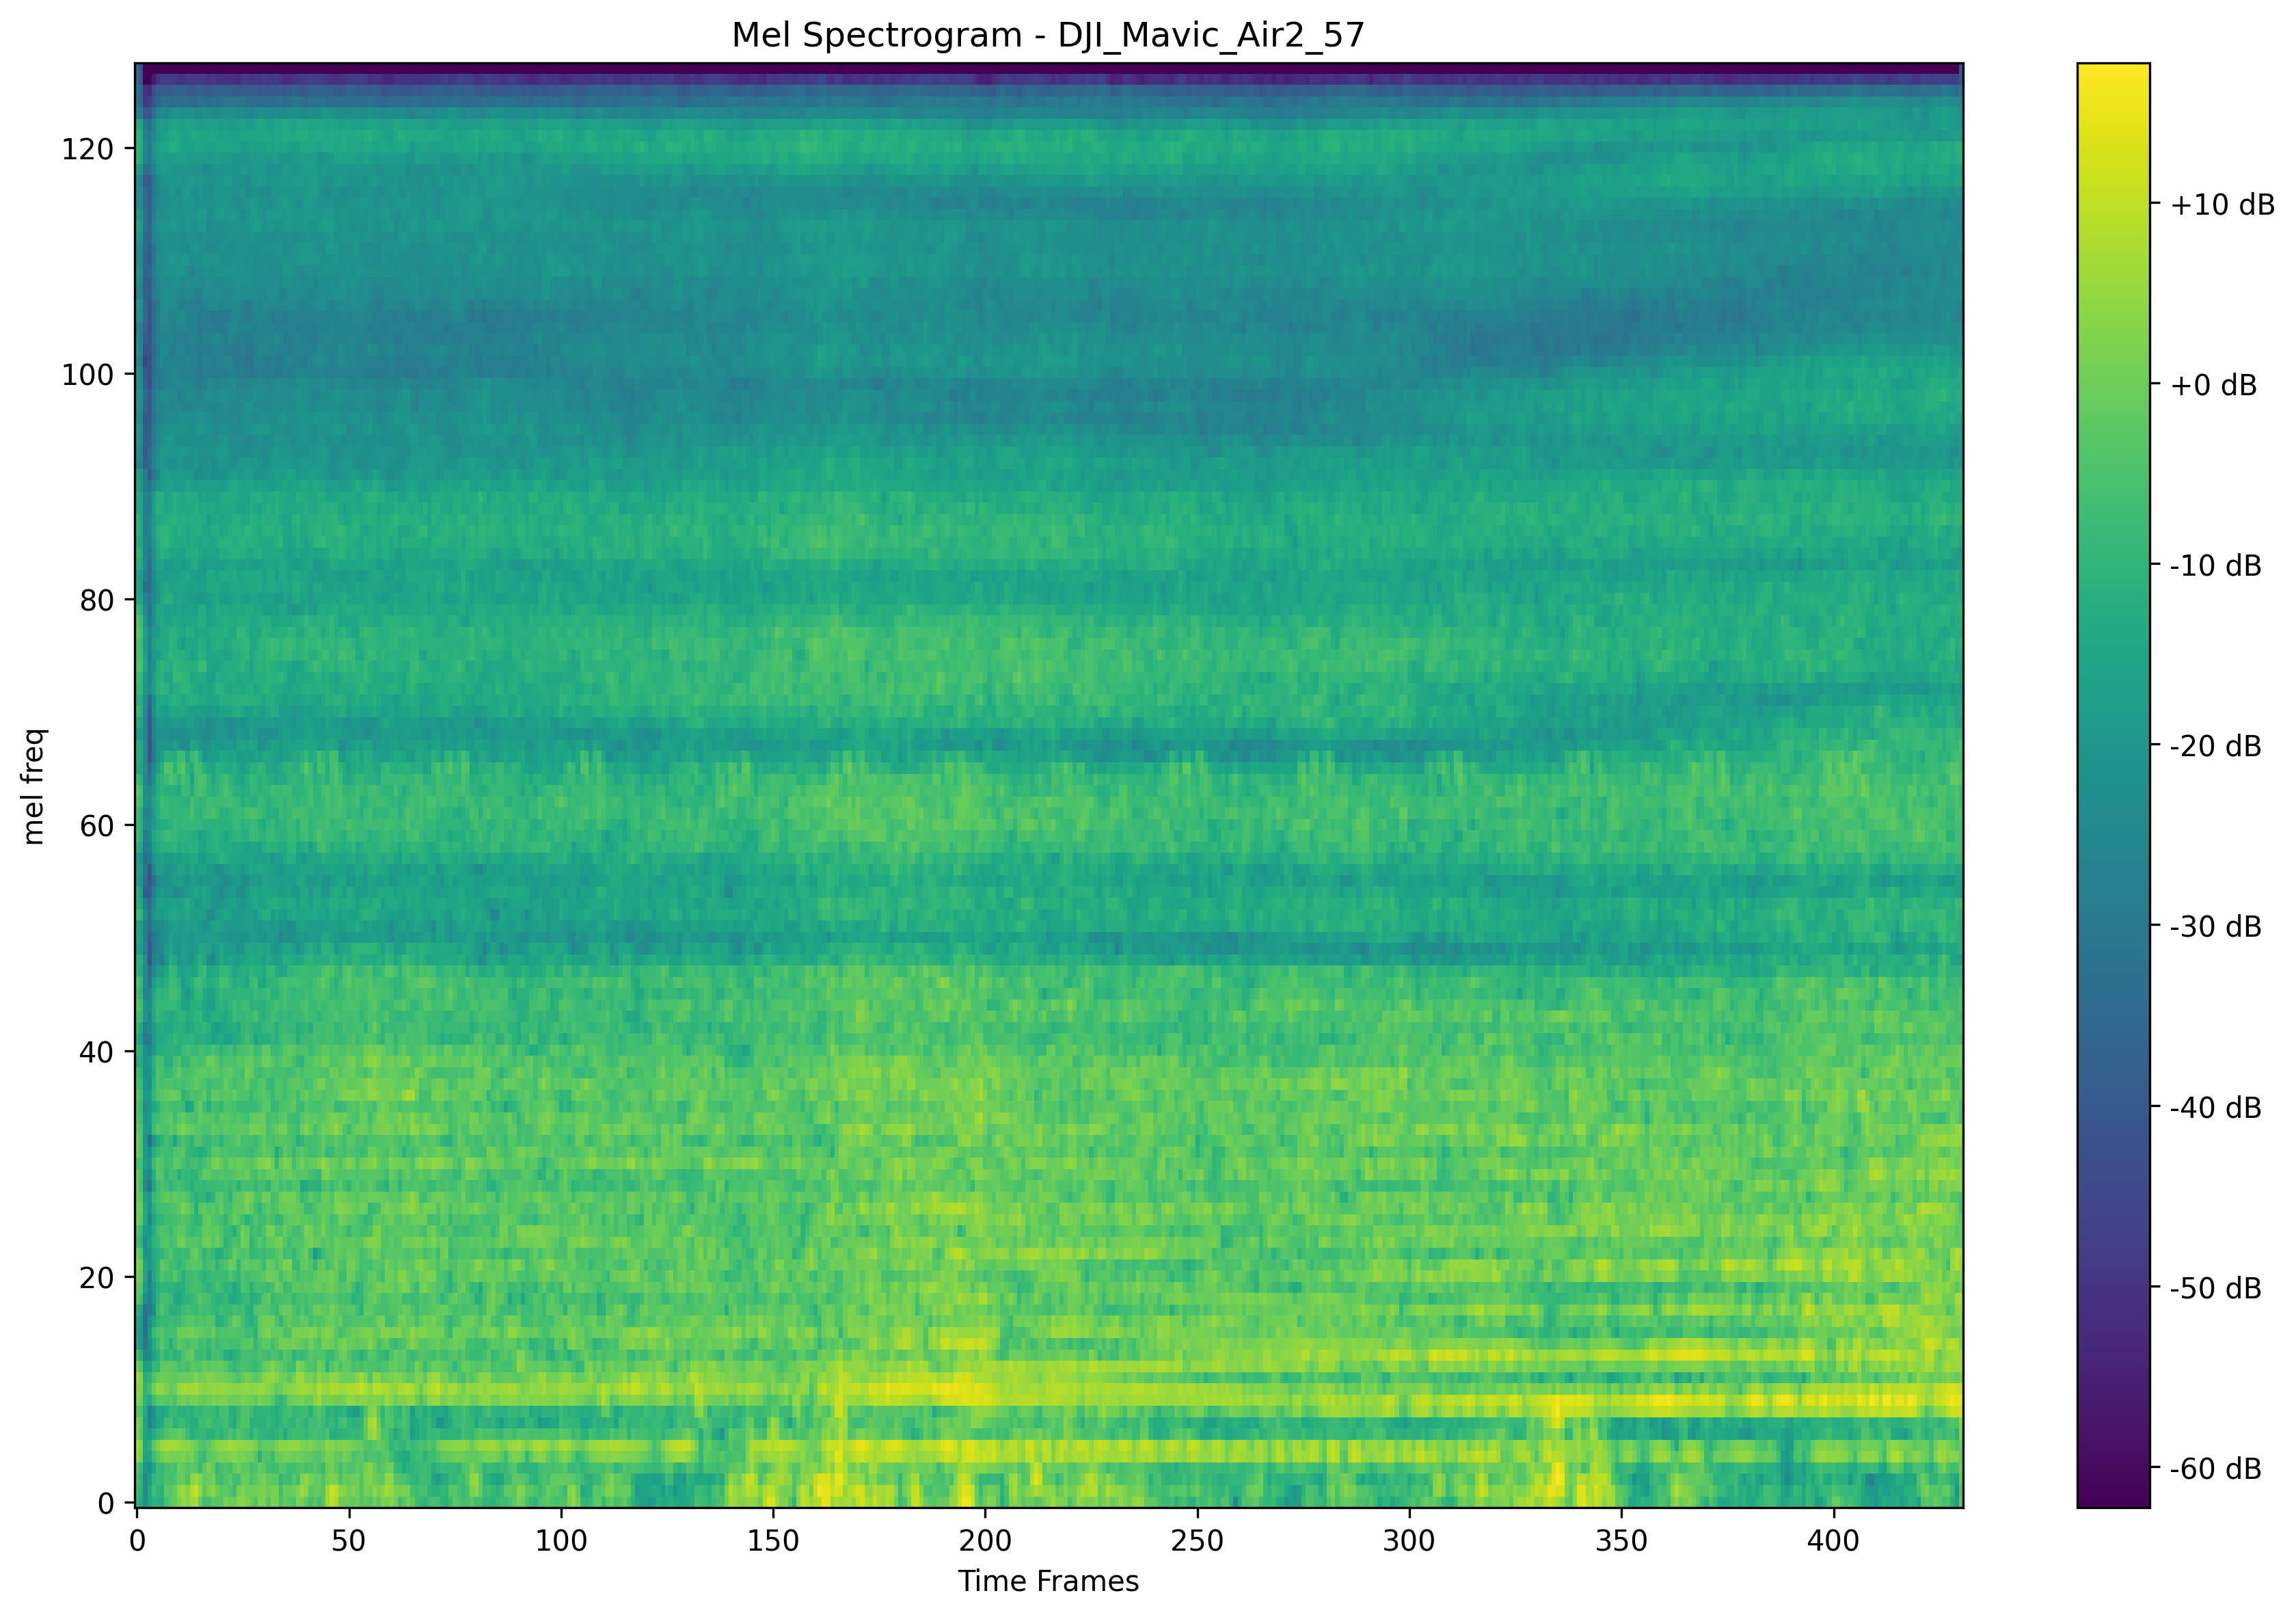 Mel Spectrogram - DJI_Mavic_Air2_57
mel freq
120
100
80
60
40
20
0
0 50 100 150 200 250 300 350 400
Time Frames
+10 dB
+0 dB
-10 dB
-20 dB
-30 dB
-40 dB
-50 dB
-60 dB